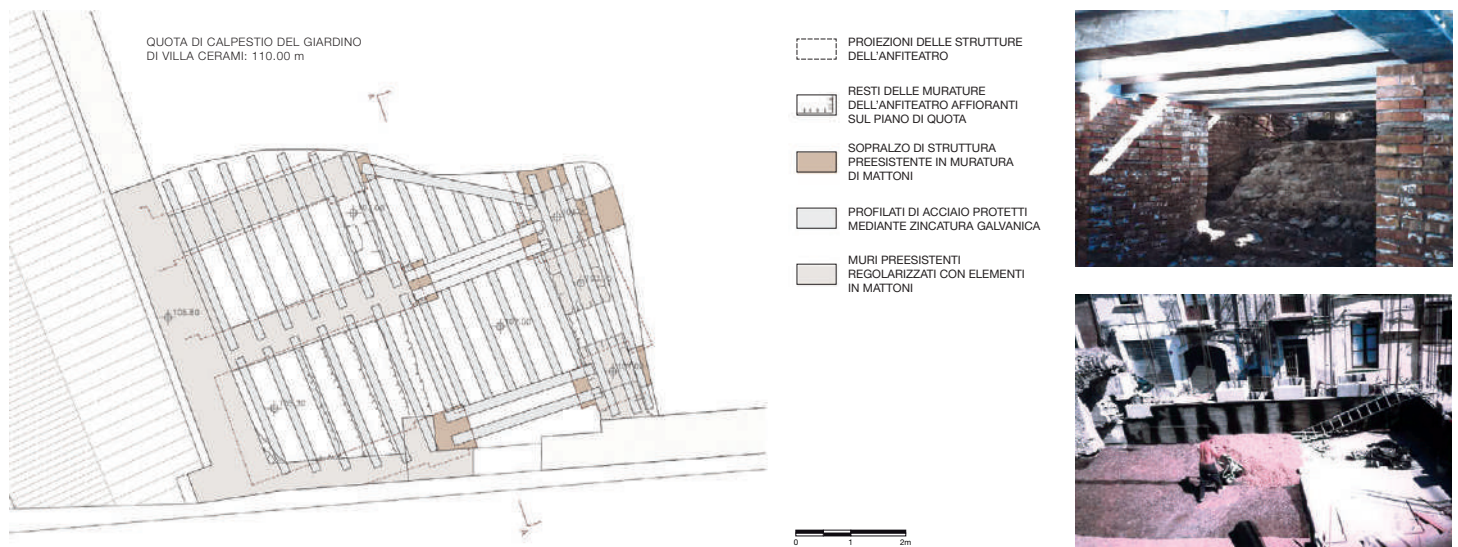 QUOTA DI CALPESTIO DEL GIARDINO
DI VILLA CERAMI: 110.00 m
PROIEZIONI DELLE STRUTTURE
DELL'ANFITEATRO
RESTI DELLE MURATURE
DELL'ANFITEATRO AFFIORANTI
SUL PIANO DI QUOTA
SOPRALZO DI STRUTTURA
PREESISTENTE IN MURATURA
DI MATTONI
PROFILATI DI ACCIAIO PROTETTI
MEDIANTE ZINCATURA GALVANICA
MURI PREESISTENTI
REGOLARIZZATI CON ELEMENTI
IN MATTONI
0 1 2m